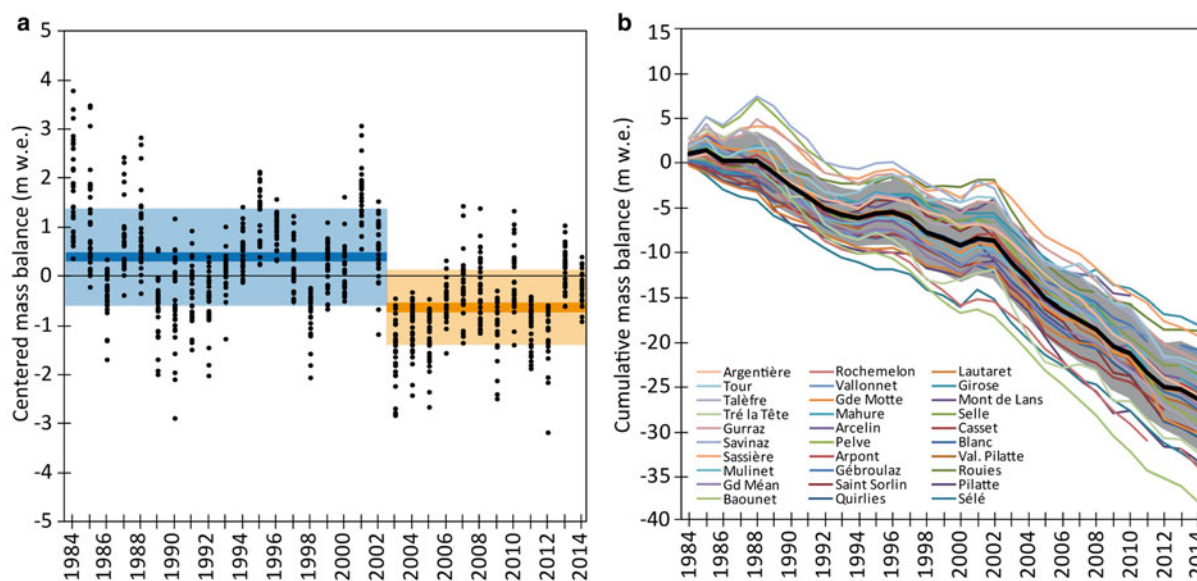 a
Centered mass balance (m w.e.)
5
4
3
2
1
0
-1
-2
-3
-4
-5
1984
1986
1988
1990
1992
1994
1996
1998
2000
2002
2004
2006
2008
2010
2012
2014
b
Cumulative mass balance (m w.e.)
15
10
5
0
-5
-10
-15
-20
-25
-30
-35
-40
Argentière
Tour
Talèfre
Tré la Tête
Gurraz
Savinaz
Sassière
Mulinet
Gd Méan
Baounet
Rochemelon
Vallonnet
Gde Motte
Mahure
Arcelin
Pelve
Arpont
Gébroulaz
Saint Sorlin
Quirlies
Lautaret
Girose
Mont de Lans
Selle
Casset
Blanc
Val. Pilatte
Rouies
Pilatte
Sélé
1984
1986
1988
1990
1992
1994
1996
1998
2000
2002
2004
2006
2008
2010
2012